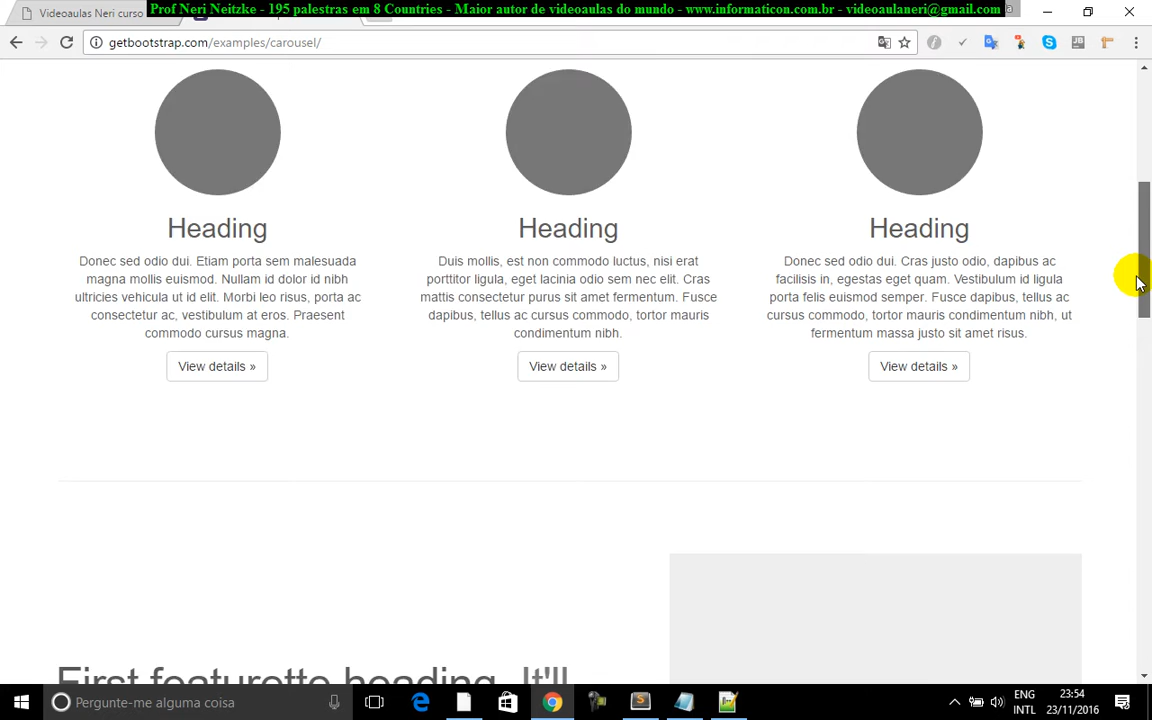 Prof Neri Neitzke - 195 palestras em 8 Countries - Maior autor de videoaulas do mundo - www.informaticon.com.br - videoaulaneri@gmail.com
Videoaulas Neri curso
getbootstrap.com/examples/carousel/
Heading
Donec sed odio dui. Etiam porta sem malesuada
magna mollis euismod. Nullam id dolor id nibh
ultricies vehicula ut id elit. Morbi leo risus, porta ac
consectetur ac, vestibulum at eros. Praesent
commodo cursus magna.
View details »
Heading
Duis mollis, est non commodo luctus, nisi erat
porttitor ligula, eget lacinia odio sem nec elit. Cras
mattis consectetur purus sit amet fermentum. Fusce
dapibus, tellus ac cursus commodo, tortor mauris
condimentum nibh.
View details »
Heading
Donec sed odio dui. Cras justo odio, dapibus ac
facilisis in, egestas eget quam. Vestibulum id ligula
porta felis euismod semper. Fusce dapibus, tellus ac
cursus commodo, tortor mauris condimentum nibh, ut
fermentum massa justo sit amet risus.
View details »
First featurette heading. It'll
Pergunte-me alguma coisa
ENG
INTL
23:54
23/11/2016